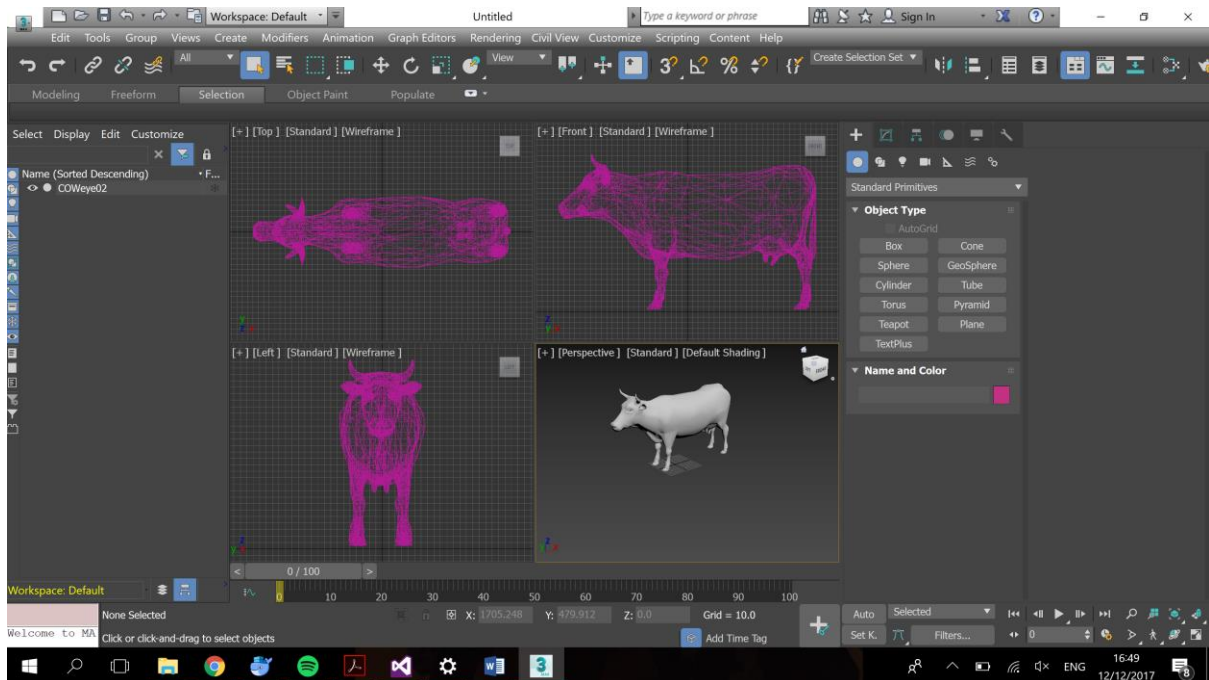 Workspace: Default
Untitled
Type a keyword or phrase
Sign In
Edit Tools Group Views Create Modifiers Animation Graph Editors Rendering Civil View Customize Scripting Content Help
All
View
Create Selection Set
Modeling Freeform Selection Object Paint Populate
Select Display Edit Customize
Name (Sorted Descending)
F...
COWeye02
[+] [Top ] [Standard ] [Wireframe ]
[+] [Front ] [Standard ] [Wireframe ]
[+] [Left ] [Standard ] [Wireframe ]
[+] [Perspective ] [Standard ] [Default Shading ]
Standard Primitives
Object Type
AutoGrid
Box Cone
Sphere GeoSphere
Cylinder Tube
Torus Pyramid
Teapot Plane
TextPlus
Name and Color
< 0 / 100 >
Workspace: Default
0 10 20 30 40 50 60 70 80 90 100
None Selected
X: 1705.248 Y: 479.912 Z: 0.0 Grid = 10.0
Auto Selected
Welcome to MA
Click or click-and-drag to select objects
Add Time Tag
Set K. Filters... 0
ENG
16:49
12/12/2017